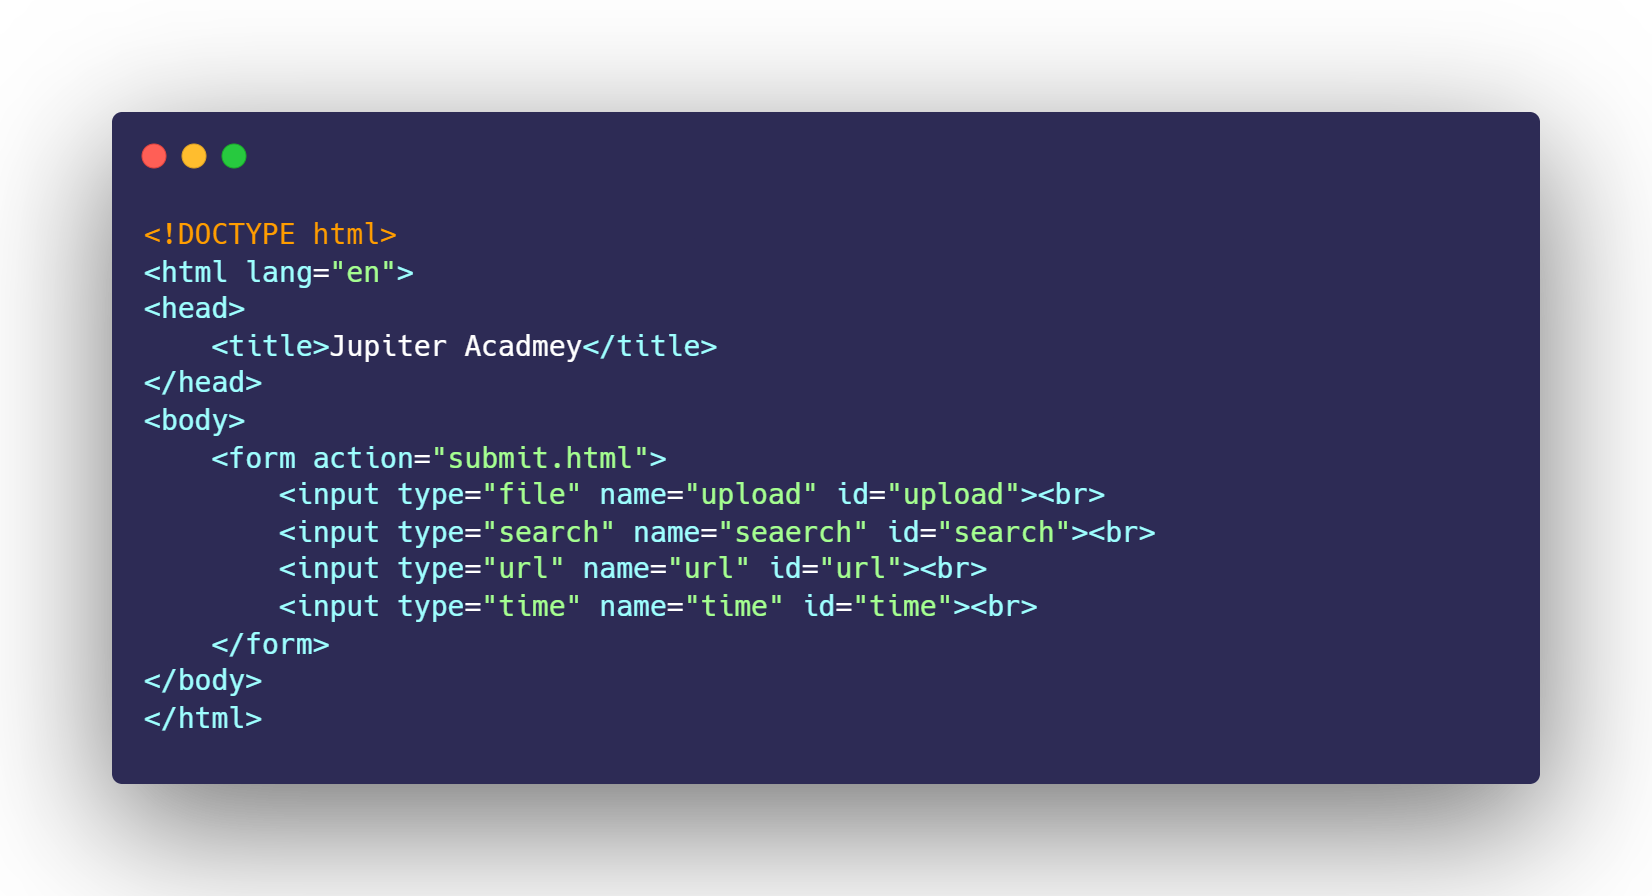 <!DOCTYPE html>
<html lang="en">
<head>
    <title>Jupiter Acadmey</title>
</head>
<body>
    <form action="submit.html">
        <input type="file" name="upload" id="upload"><br>
        <input type="search" name="seaerch" id="search"><br>
        <input type="url" name="url" id="url"><br>
        <input type="time" name="time" id="time"><br>
    </form>
</body>
</html>